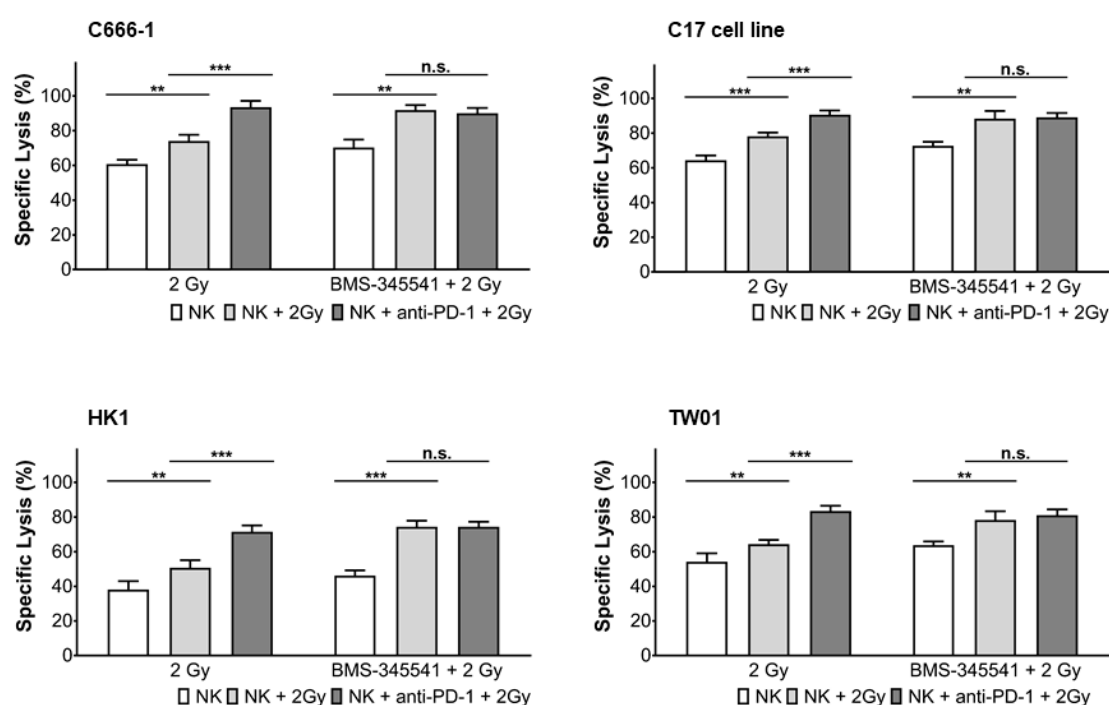 C666-1
Specific Lysis (%)
100
80
60
40
20
0
**
***
**
n.s.
2 Gy
BMS-345541 + 2 Gy
NK NK + 2Gy NK + anti-PD-1 + 2Gy
C17 cell line
Specific Lysis (%)
100
80
60
40
20
0
***
***
**
n.s.
2 Gy
BMS-345541 + 2 Gy
NK NK + 2Gy NK + anti-PD-1 + 2Gy
HK1
Specific Lysis (%)
100
80
60
40
20
0
**
***
***
n.s.
2 Gy
BMS-345541 + 2 Gy
NK NK + 2Gy NK + anti-PD-1 + 2Gy
TW01
Specific Lysis (%)
100
80
60
40
20
0
**
***
**
n.s.
2 Gy
BMS-345541 + 2 Gy
NK NK + 2Gy NK + anti-PD-1 + 2Gy